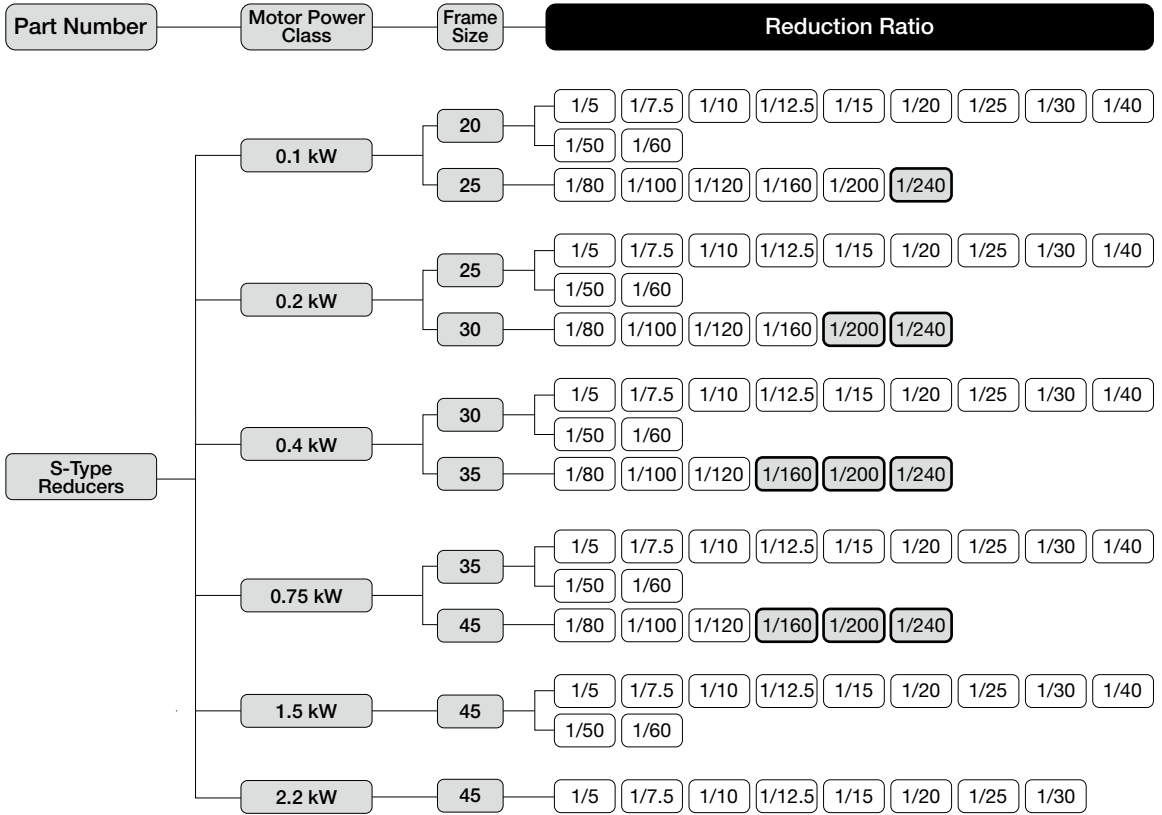 Part Number
Motor Power
Class
Frame
Size
Reduction Ratio
1/5 1/7.5 1/10 1/12.5 1/15 1/20 1/25 1/30 1/40
20
1/50 1/60
0.1 kW
25 1/80 1/100 1/120 1/160 1/200 1/240
1/5 1/7.5 1/10 1/12.5 1/15 1/20 1/25 1/30 1/40
25
1/50 1/60
0.2 kW
30 1/80 1/100 1/120 1/160 1/200 1/240
1/5 1/7.5 1/10 1/12.5 1/15 1/20 1/25 1/30 1/40
30
1/50 1/60
0.4 kW
35 1/80 1/100 1/120 1/160 1/200 1/240
S-Type
Reducers
1/5 1/7.5 1/10 1/12.5 1/15 1/20 1/25 1/30 1/40
35
1/50 1/60
0.75 kW
45 1/80 1/100 1/120 1/160 1/200 1/240
1/5 1/7.5 1/10 1/12.5 1/15 1/20 1/25 1/30 1/40
1.5 kW 45
1/50 1/60
2.2 kW 45 1/5 1/7.5 1/10 1/12.5 1/15 1/20 1/25 1/30